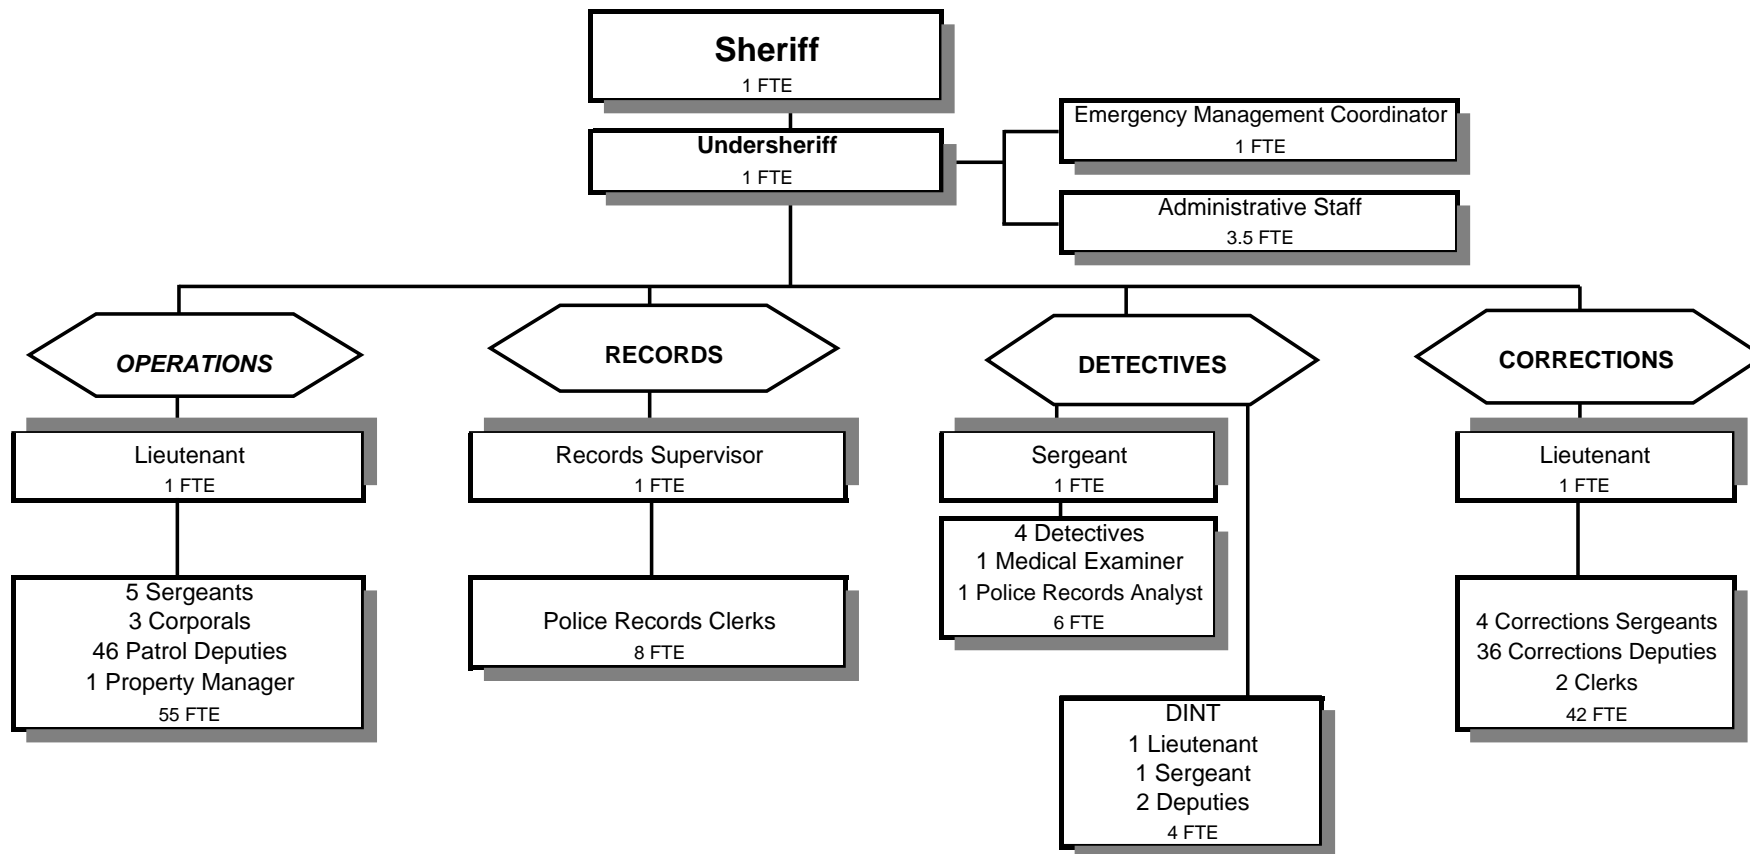 Sheriff
1 FTE
Undersheriff
1 FTE
Emergency Management Coordinator
1 FTE
Administrative Staff
3.5 FTE
OPERATIONS
Lieutenant
1 FTE
5 Sergeants
3 Corporals
46 Patrol Deputies
1 Property Manager
55 FTE
RECORDS
Records Supervisor
1 FTE
Police Records Clerks
8 FTE
DETECTIVES
Sergeant
1 FTE
4 Detectives
1 Medical Examiner
1 Police Records Analyst
6 FTE
DINT
1 Lieutenant
1 Sergeant
2 Deputies
4 FTE
CORRECTIONS
Lieutenant
1 FTE
4 Corrections Sergeants
36 Corrections Deputies
2 Clerks
42 FTE